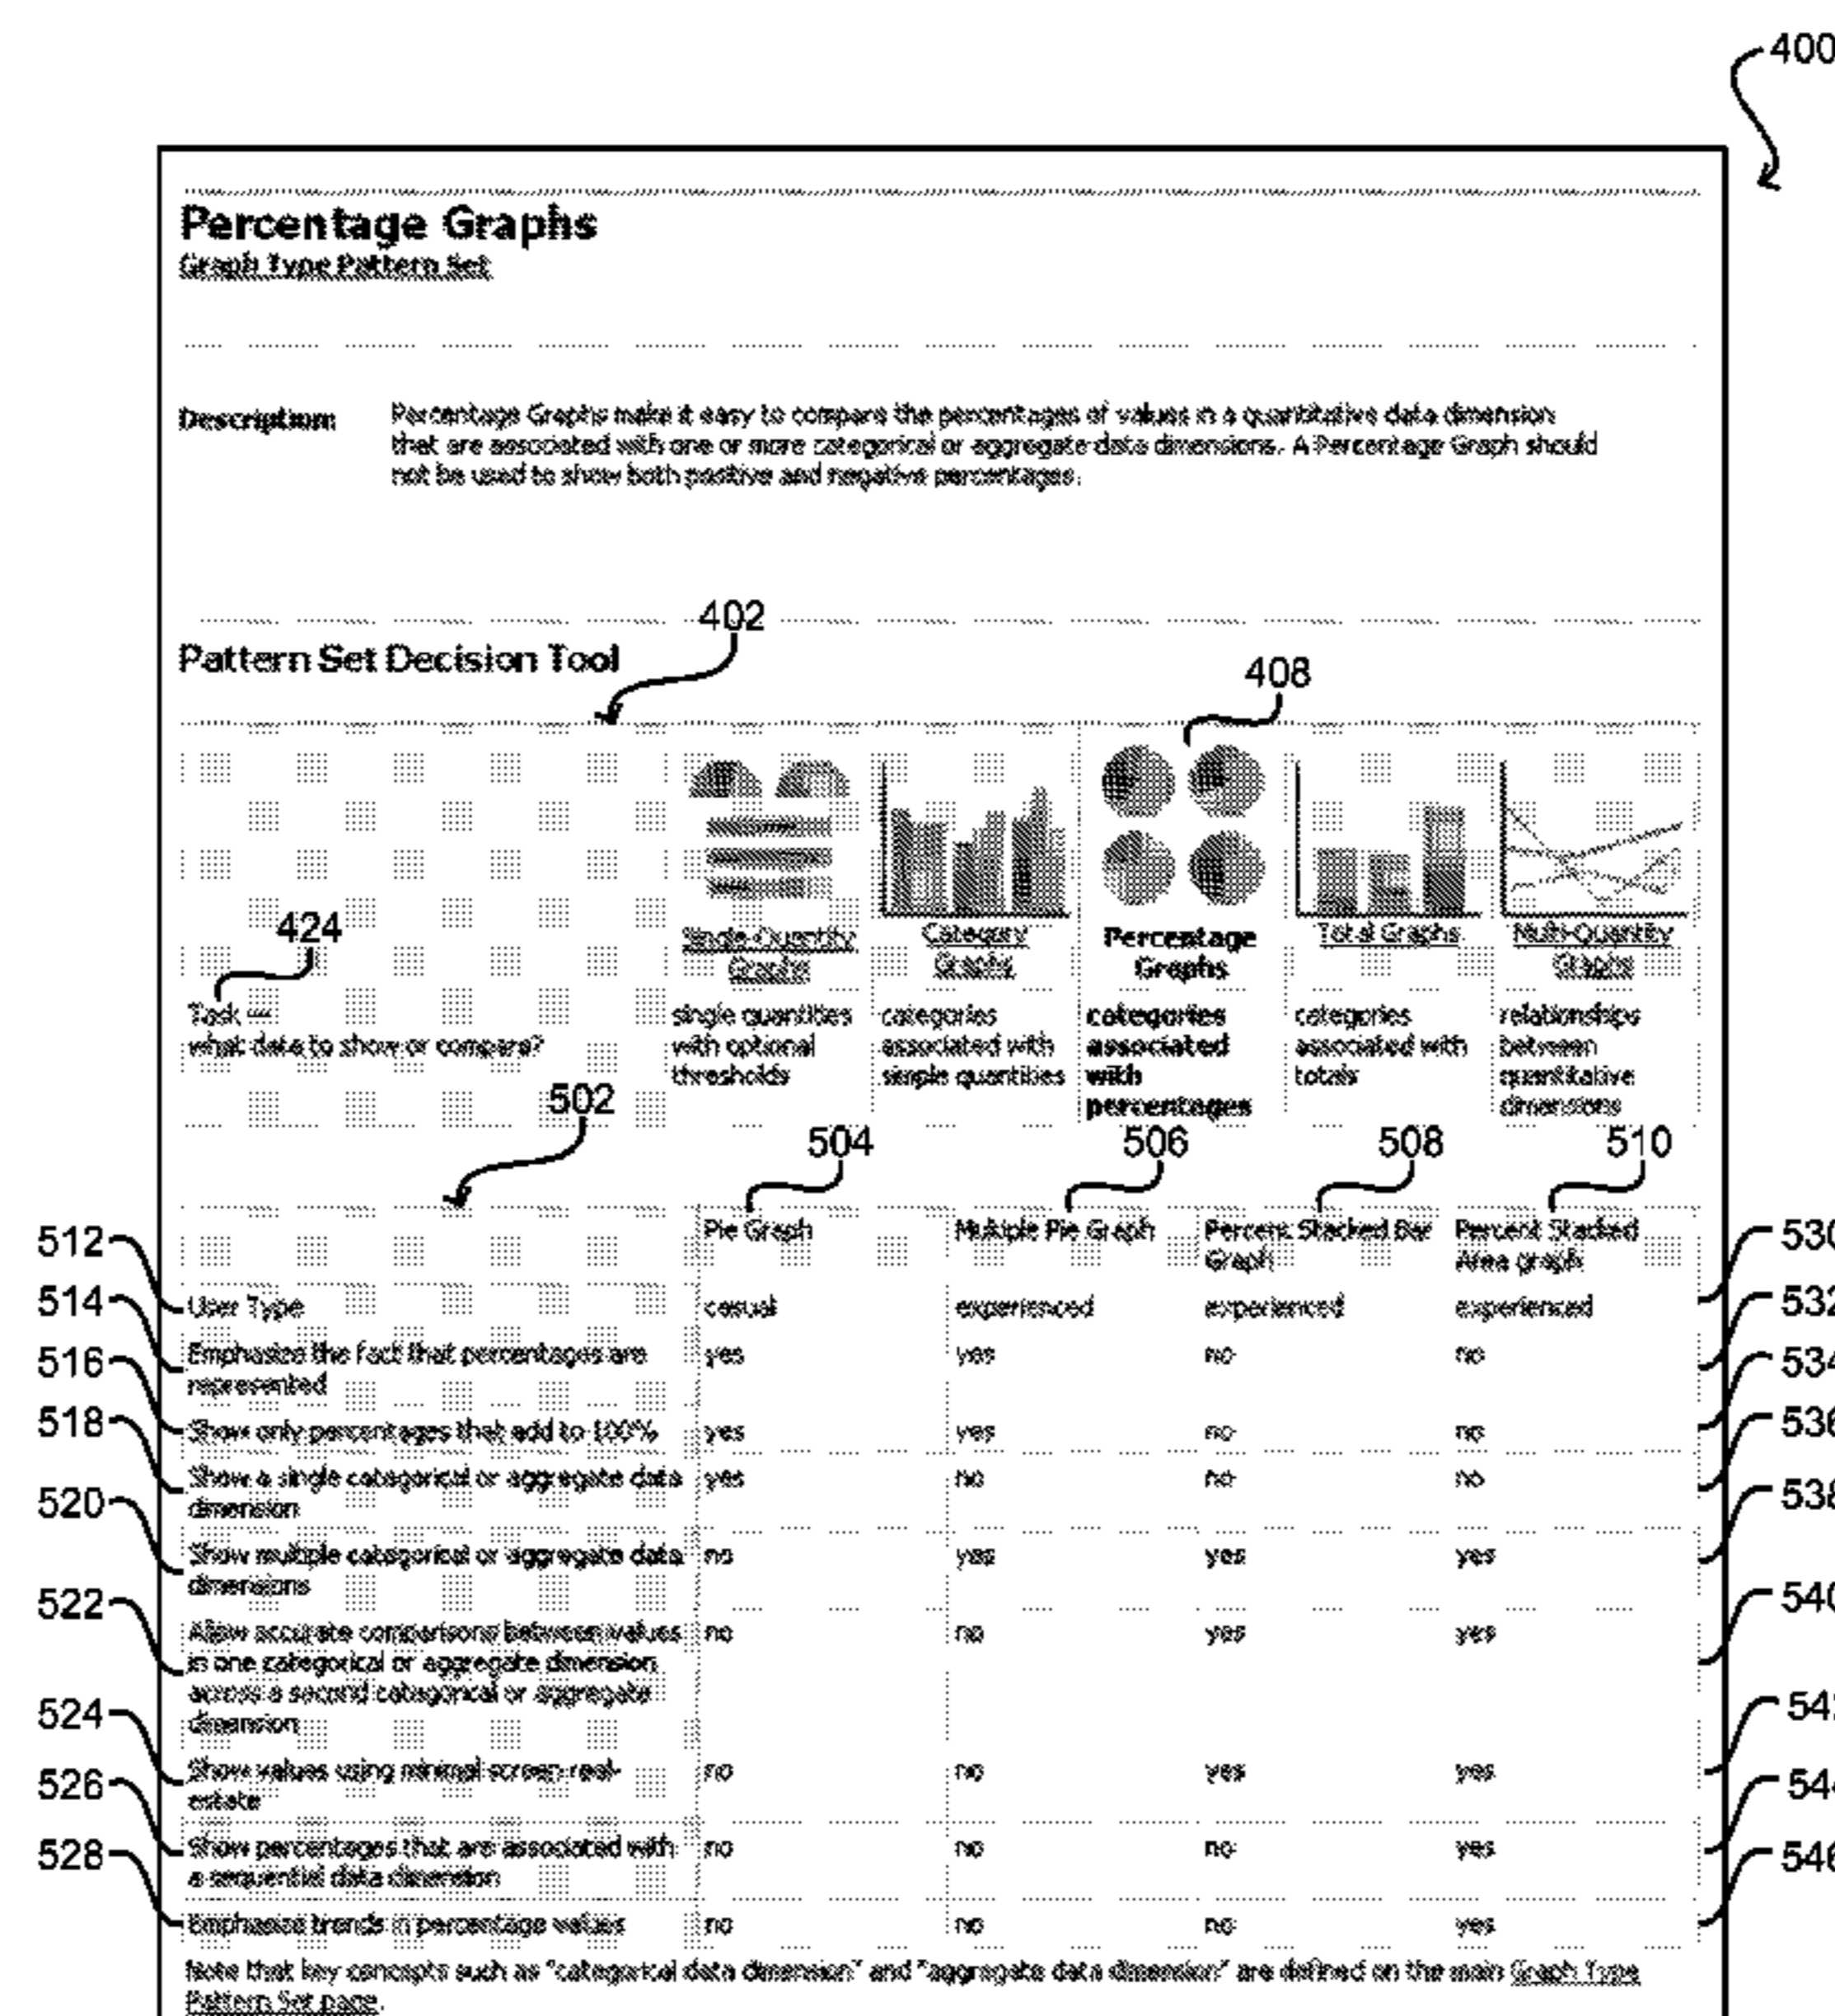 400
Percentage Graphs
Graph Type Pattern Set
Description: Percentage Graphs make it easy to compare the percentages of values in a quantitative data dimension
that are associated with one or more categorical or aggregate data dimensions. A Percentage Graph should
not be used to show both positive and negative percentages.
402
Pattern Set Decision Tool
408
424
Single-Quantity Graphs
Category Graphs
Percentage Graphs
Total Graphs
Multi-Quantity Graphs
Task —
what data to show or compare?
single quantities
with optional
thresholds
categories
associated with
simple quantities
categories
associated
with
percentages
categories
associated with
totals
relationships
between
quantitative
dimensions
502
504 506 508 510
Pie Graph
Multiple Pie Graph
Percent Stacked Bar
Graph
Percent Stacked
Area graph
512 User Type casual experienced experienced experienced 530
514 Emphasize the fact that percentages are yes yes no no 532
represented
516 Show only percentages that add to 100% yes yes no no 534
518 Show a single categorical or aggregate data yes no no no 536
dimension
520 Show multiple categorical or aggregate data no yes yes yes 538
dimensions
522 Allow accurate comparisons between values no no yes yes 540
in one categorical or aggregate dimension
across a second categorical or aggregate
dimension
524 Show values using minimal screen real- no no yes yes 542
estate
526 Show percentages that are associated with no no no yes 544
a sequential data dimension
528 Emphasize trends in percentage values no no no yes 546
Note that key concepts such as "categorical data dimension" and "aggregate data dimension" are defined on the main Graph Type
Pattern Set page.